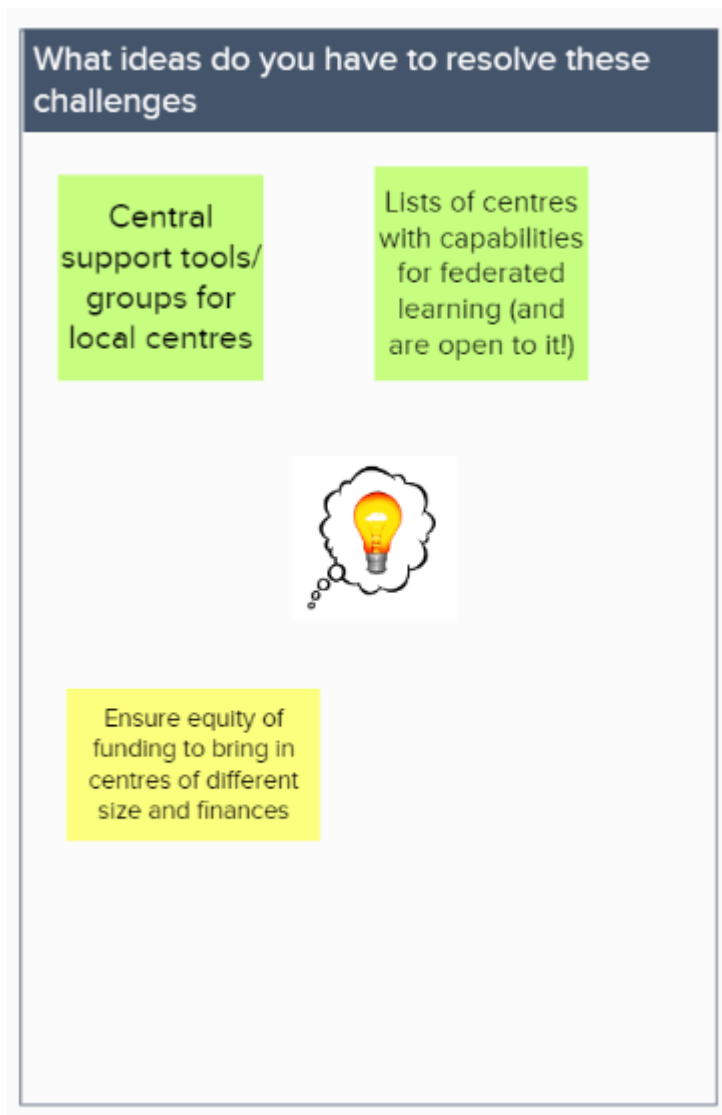 What ideas do you have to resolve these
challenges
Central
support tools/
groups for
local centres
Lists of centres
with capabilities
for federated
learning (and
are open to it!)
Ensure equity of
funding to bring in
centres of different
size and finances